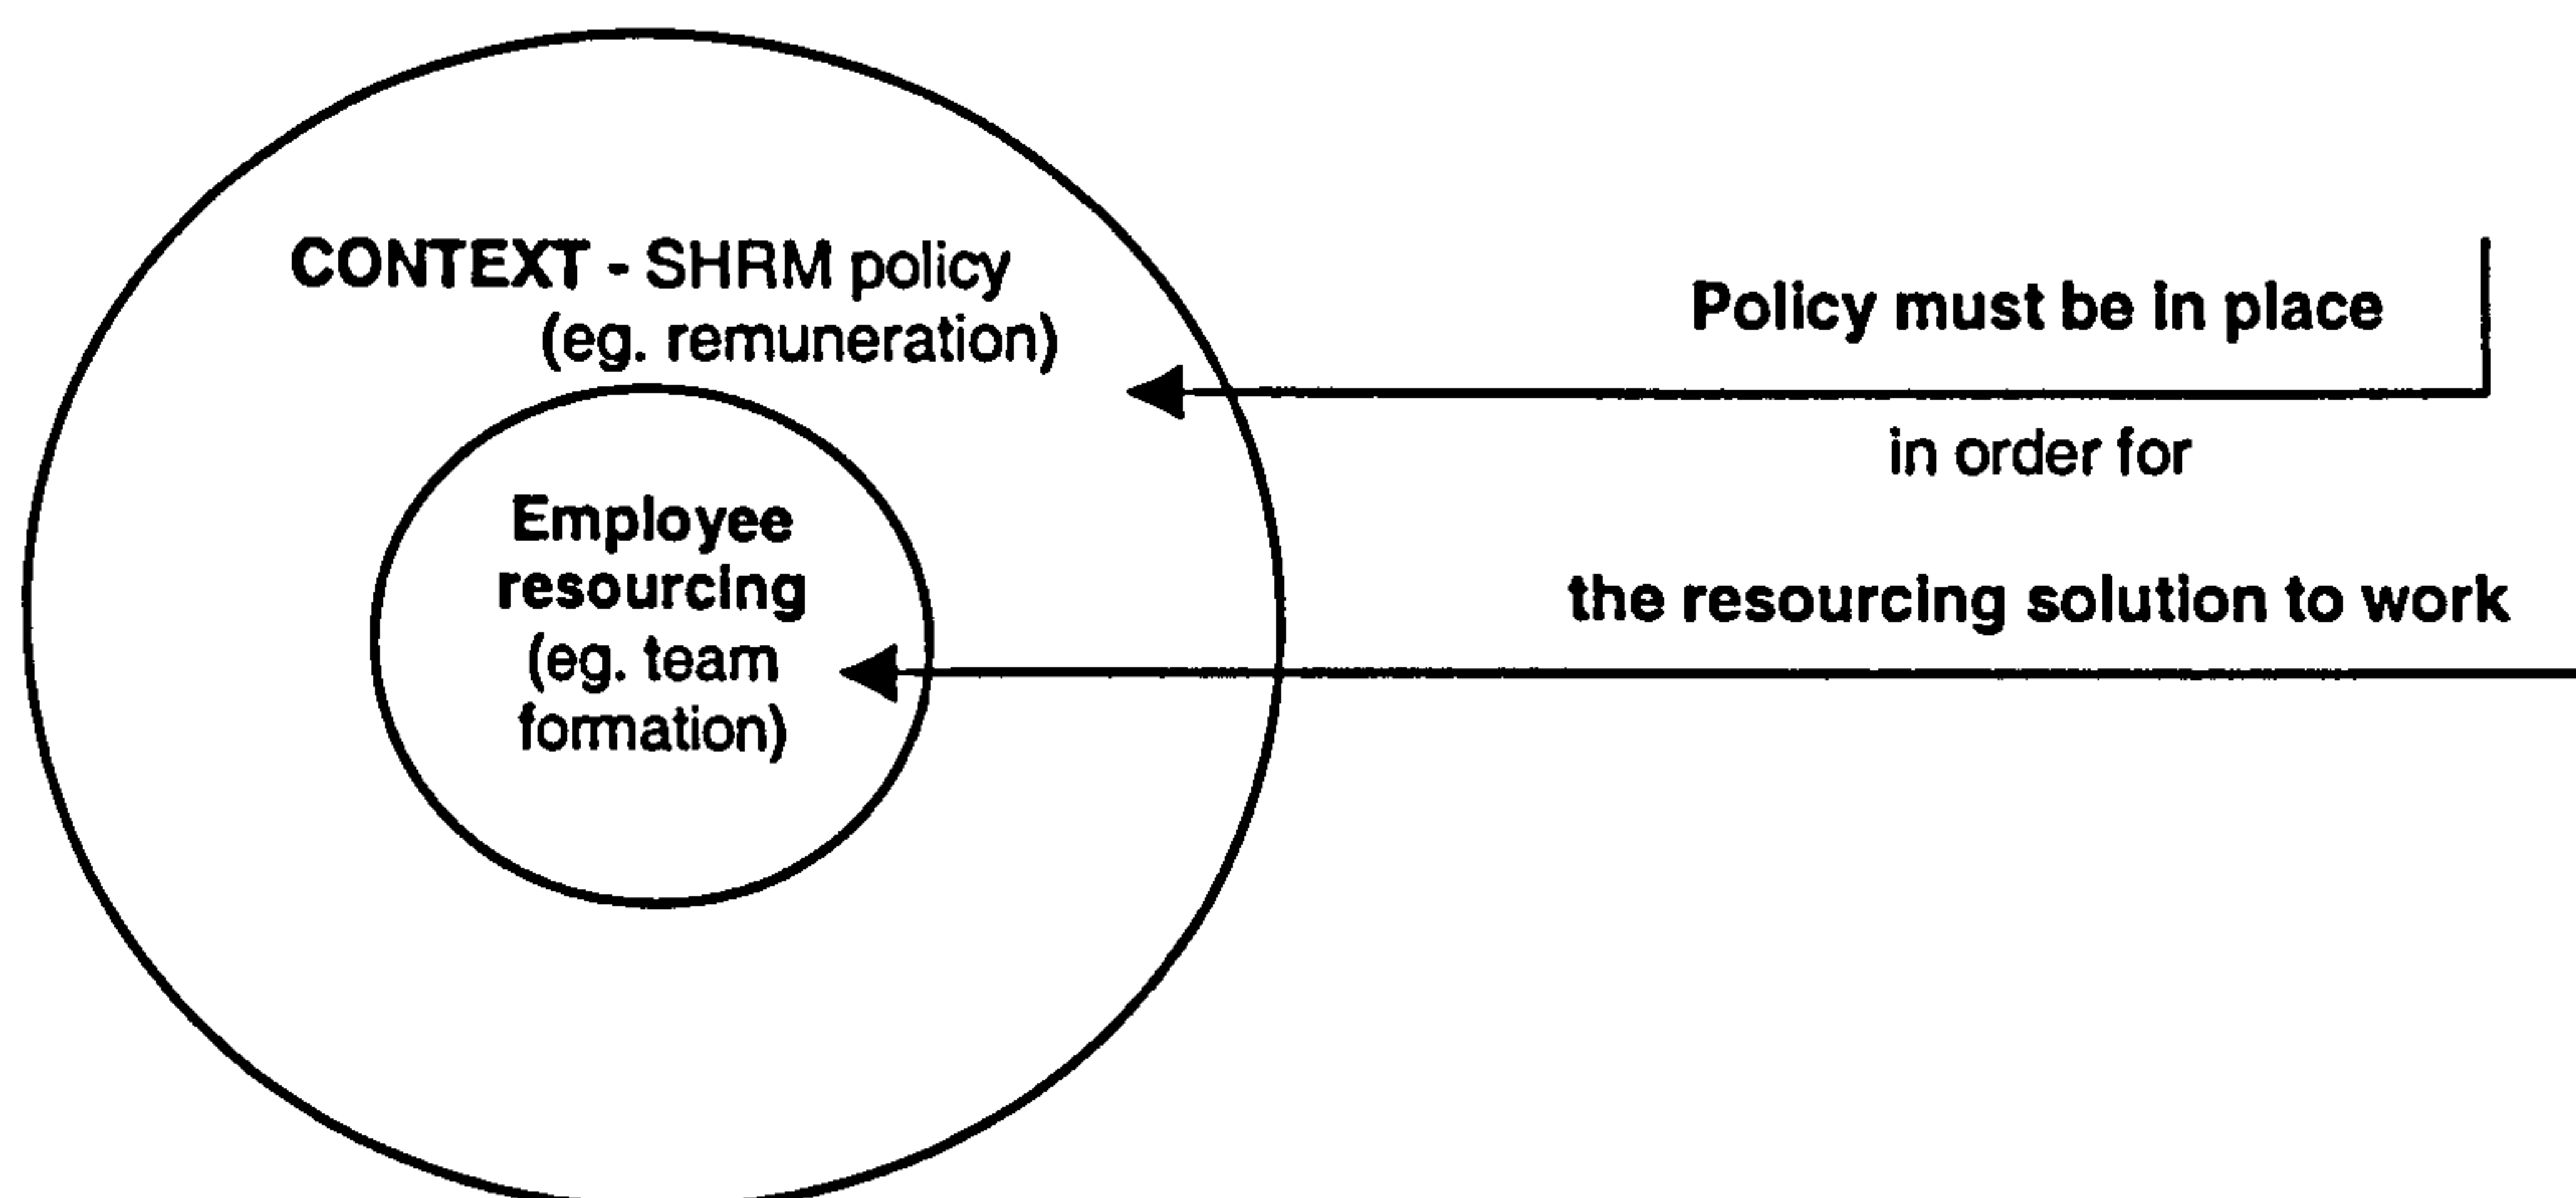 CONTEXT - SHRM policy
(eg. remuneration)
Employee
resourcing
(eg. team
formation)
Policy must be in place
in order for
the resourcing solution to work